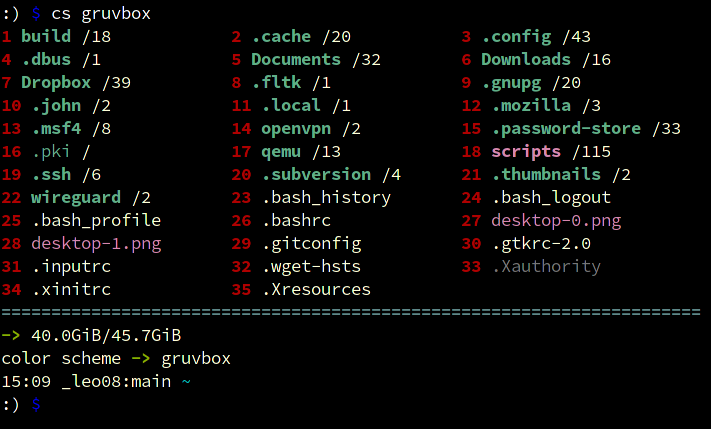 :) $ cs gruvbox
1 build /18 2 .cache /20 3 .config /43
4 .dbus /1 5 Documents /32 6 Downloads /16
7 Dropbox /39 8 .fltk /1 9 .gnupg /20
10 .john /2 11 .local /1 12 .mozilla /3
13 .msf4 /8 14 openvpn /2 15 .password-store /33
16 .pki / 17 qemu /13 18 scripts /115
19 .ssh /6 20 .subversion /4 21 .thumbnails /2
22 wireguard /2 23 .bash_history 24 .bash_logout
25 .bash_profile 26 .bashrc 27 desktop-0.png
28 desktop-1.png 29 .gitconfig 30 .gtkrc-2.0
31 .inputrc 32 .wget-hsts 33 .Xauthority
34 .xinitrc 35 .Xresources
======================================================================
-> 40.0GiB/45.7GiB
color scheme -> gruvbox
15:09 _leo08:main ~
:) $